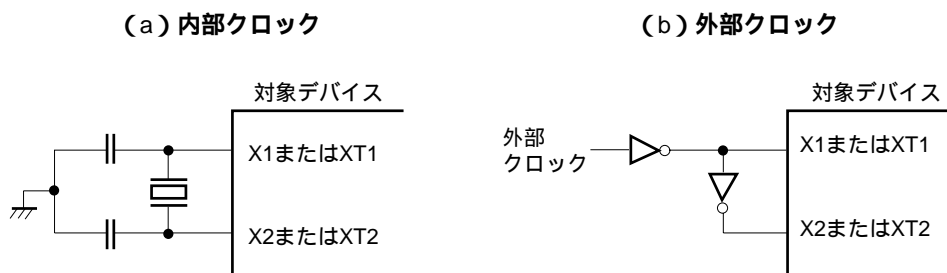 (a)内部クロック
(b)外部クロック
対象デバイス
X1またはXT1
X2またはXT2
対象デバイス
外部
クロック
X1またはXT1
X2またはXT2